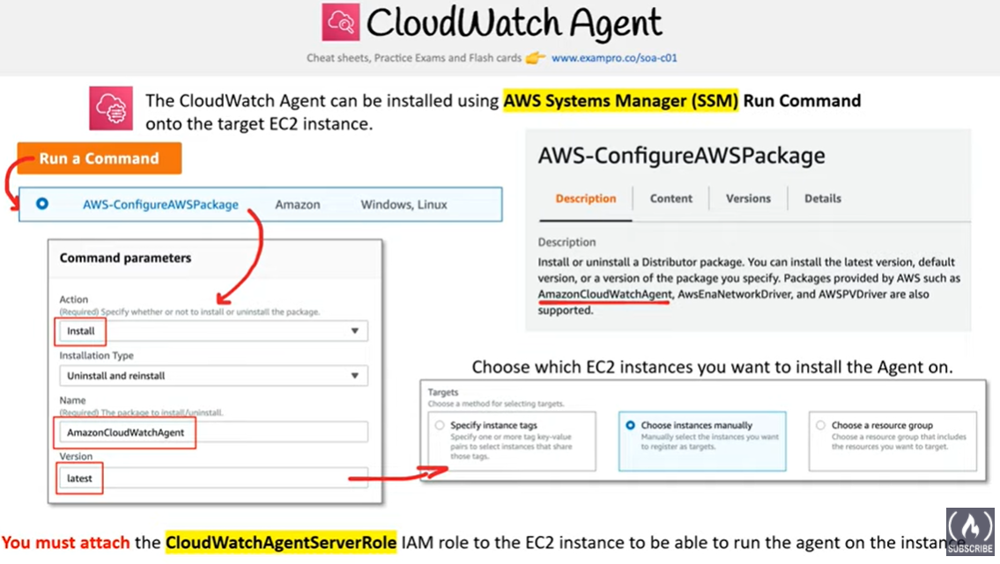 CloudWatch Agent
Cheat sheets, Practice Exams and Flash cards 👉 www.exampro.co/soa-c01
The CloudWatch Agent can be installed using AWS Systems Manager (SSM) Run Command
onto the target EC2 instance.
Run a Command
AWS-ConfigureAWSPackage Amazon Windows, Linux
Command parameters
Action
(Required) Specify whether or not to install or uninstall the package.
Install
Installation Type
Uninstall and reinstall
Name
(Required) The package to install/uninstall.
AmazonCloudWatchAgent
Version
latest
AWS-ConfigureAWSPackage
Description Content Versions Details
Description
Install or uninstall a Distributor package. You can install the latest version, default
version, or a version of the package you specify. Packages provided by AWS such as
AmazonCloudWatchAgent, AwsEnaNetworkDriver, and AWSPVDriver are also
supported.
Choose which EC2 instances you want to install the Agent on.
Targets
Choose a method for selecting targets.
Specify instance tags
Specify one or more tag key-value
pairs to select instances that share
those tags.
Choose instances manually
Manually select the instances you want
to register as targets.
Choose a resource group
Choose a resource group that includes
the resources you want to target.
You must attach the CloudWatchAgentServerRole IAM role to the EC2 instance to be able to run the agent on the instance
SUBSCRIBE